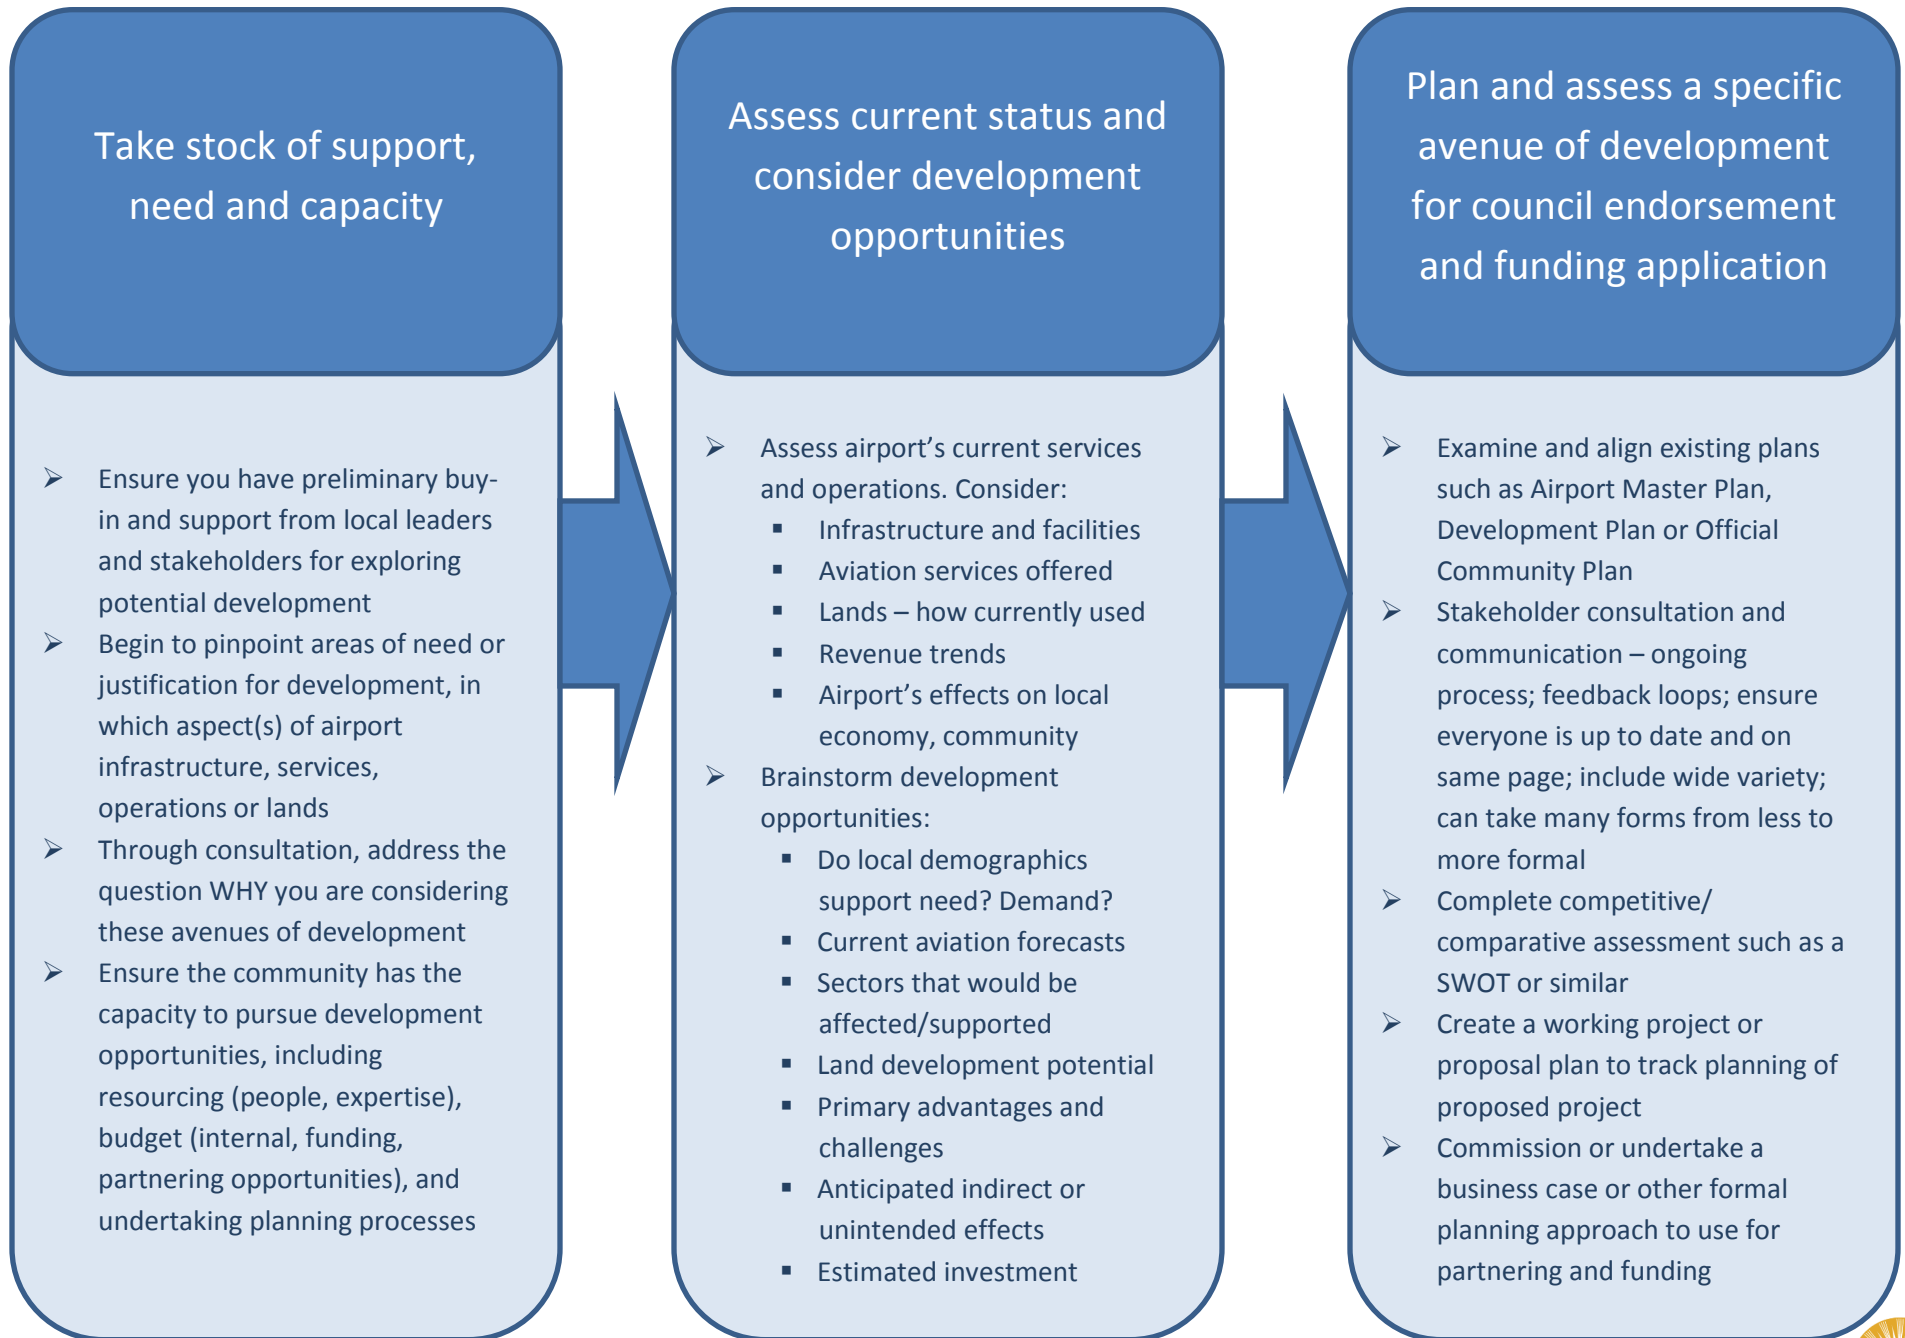 Take stock of support,
need and capacity
➢ Ensure you have preliminary buy-
in and support from local leaders
and stakeholders for exploring
potential development
➢ Begin to pinpoint areas of need or
justification for development, in
which aspect(s) of airport
infrastructure, services,
operations or lands
➢ Through consultation, address the
question WHY you are considering
these avenues of development
➢ Ensure the community has the
capacity to pursue development
opportunities, including
resourcing (people, expertise),
budget (internal, funding,
partnering opportunities), and
undertaking planning processes
Assess current status and
consider development
opportunities
➢ Assess airport’s current services
and operations. Consider:
▪ Infrastructure and facilities
▪ Aviation services offered
▪ Lands – how currently used
▪ Revenue trends
▪ Airport’s effects on local
economy, community
➢ Brainstorm development
opportunities:
▪ Do local demographics
support need? Demand?
▪ Current aviation forecasts
▪ Sectors that would be
affected/supported
▪ Land development potential
▪ Primary advantages and
challenges
▪ Anticipated indirect or
unintended effects
▪ Estimated investment
Plan and assess a specific
avenue of development
for council endorsement
and funding application
➢ Examine and align existing plans
such as Airport Master Plan,
Development Plan or Official
Community Plan
➢ Stakeholder consultation and
communication – ongoing
process; feedback loops; ensure
everyone is up to date and on
same page; include wide variety;
can take many forms from less to
more formal
➢ Complete competitive/
comparative assessment such as a
SWOT or similar
➢ Create a working project or
proposal plan to track planning of
proposed project
➢ Commission or undertake a
business case or other formal
planning approach to use for
partnering and funding